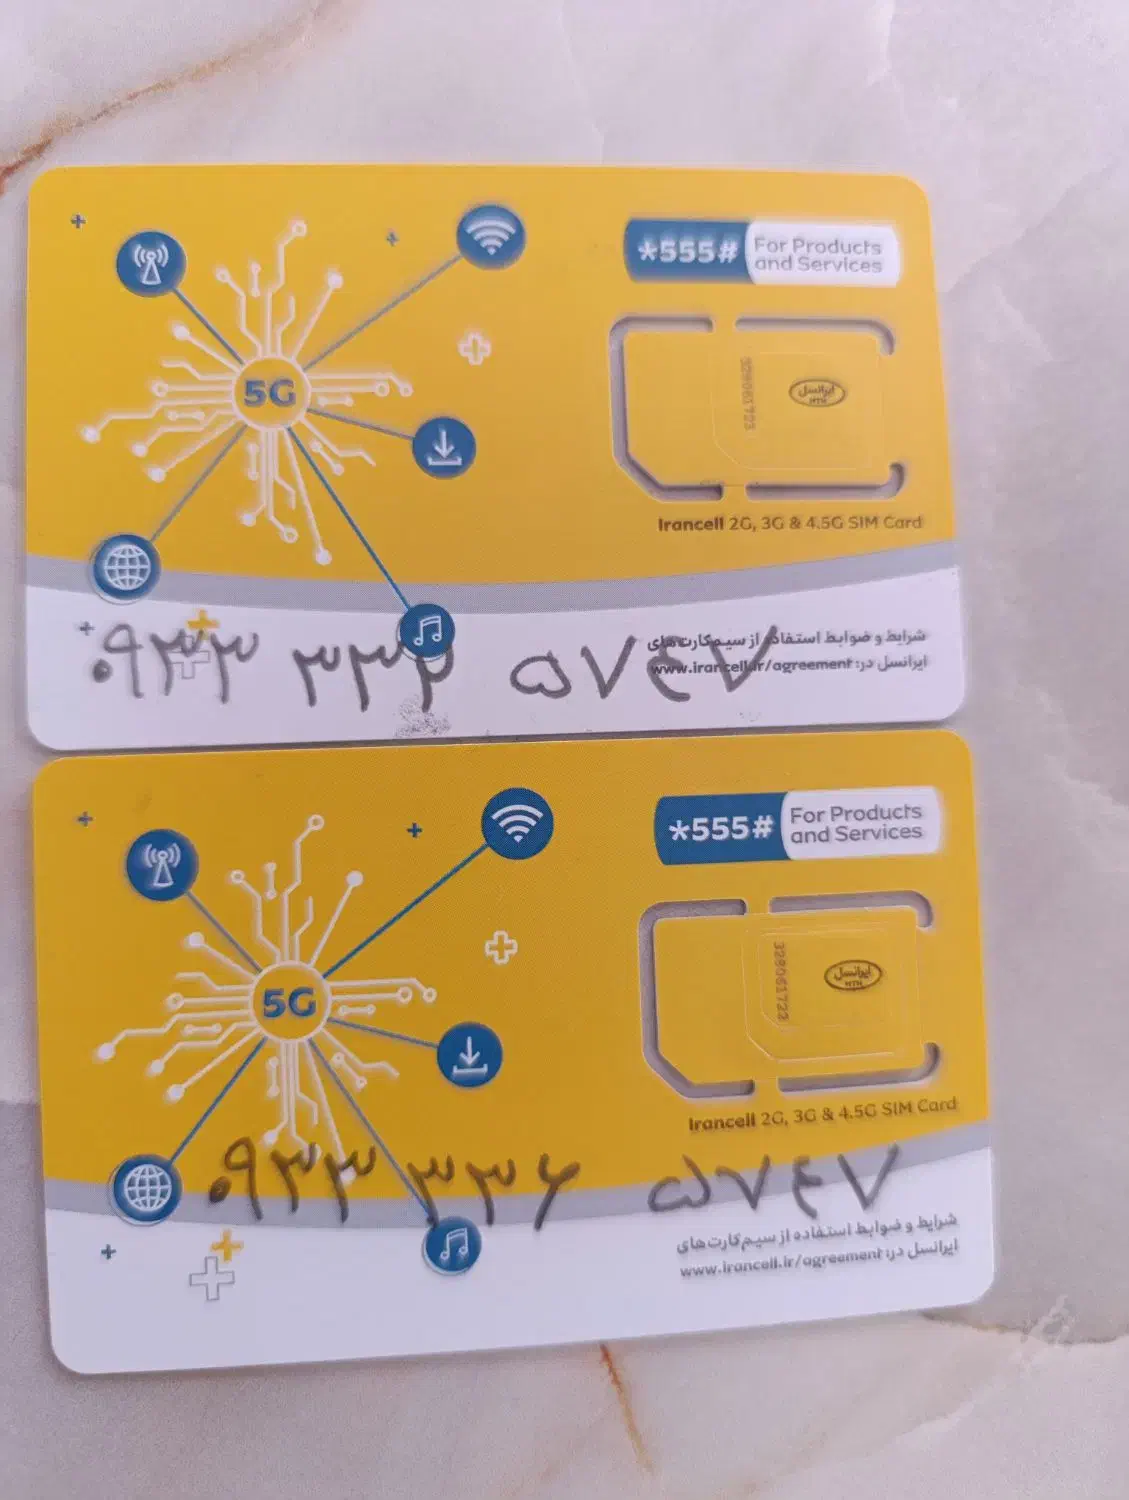 *555#
For Products
and Services
5G
328061723
ایرانسل
MTN
Irancell 2G, 3G & 4.5G SIM Card
شرایط و ضوابط استفاده از سیم‌کارت‌های
ایرانسل در: www.irancell.ir/agreement
۰۹۳۳ ۳۳۲ ۵۷۴۷
*555#
For Products
and Services
5G
328061722
ایرانسل
MTN
Irancell 2G, 3G & 4.5G SIM Card
۰۹۳۳ ۳۳۶ ۵۷۴۷
شرایط و ضوابط استفاده از سیم‌کارت‌های
ایرانسل در: www.irancell.ir/agreement